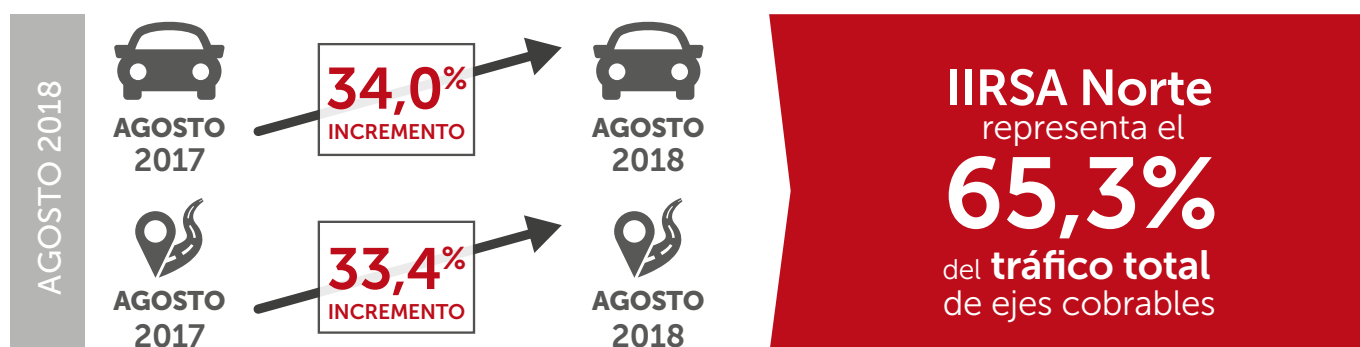 AGOSTO 2018
AGOSTO
2017
34,0%
INCREMENTO
AGOSTO
2018
AGOSTO
2017
33,4%
INCREMENTO
AGOSTO
2018
IIRSA Norte
representa el
65,3%
del tráfico total
de ejes cobrables